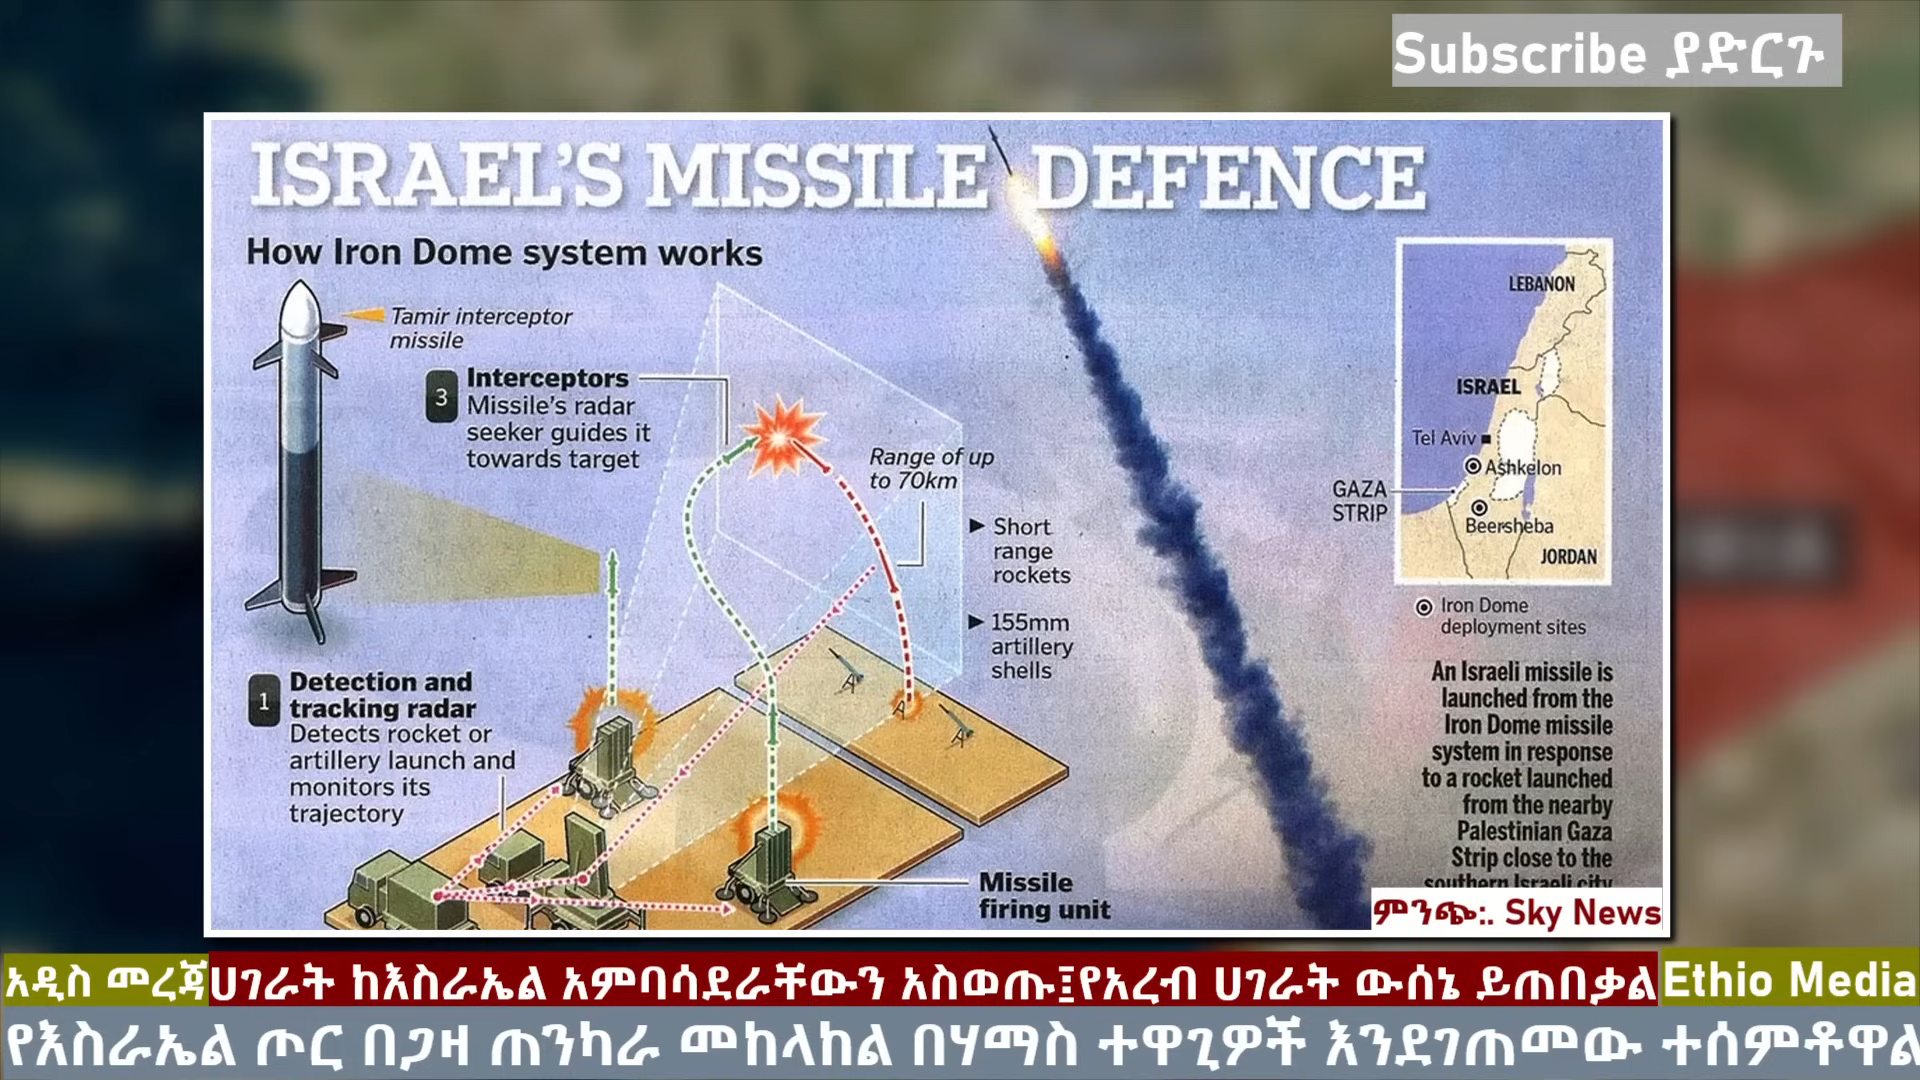 Subscribe ያድርጉ
ISRAEL'S MISSILE DEFENCE
How Iron Dome system works
Tamir interceptor
missile
3
Interceptors
Missile's radar
seeker guides it
towards target
Range of up
to 70km
▶ Short
range
rockets
▶ 155mm
artillery
shells
1
Detection and
tracking radar
Detects rocket or
artillery launch and
monitors its
trajectory
Missile
firing unit
LEBANON
ISRAEL
Tel Aviv
Ashkelon
GAZA
STRIP
Beersheba
JORDAN
Iron Dome
deployment sites
An Israeli missile is
launched from the
Iron Dome missile
system in response
to a rocket launched
from the nearby
Palestinian Gaza
Strip close to the
southern Israeli city
ምንጭ:. Sky News
አዲስ መረጃ
ሀገራት ከእስራኤል አምባሳደራቸውን አስወጡ፤የአረብ ሀገራት ውሰኔ ይጠበቃል
Ethio Media
የእስራኤል ጦር በጋዛ ጠንካራ መከላከል በሃማስ ተዋጊዎች እንደገጠመው ተሰምቶዋል